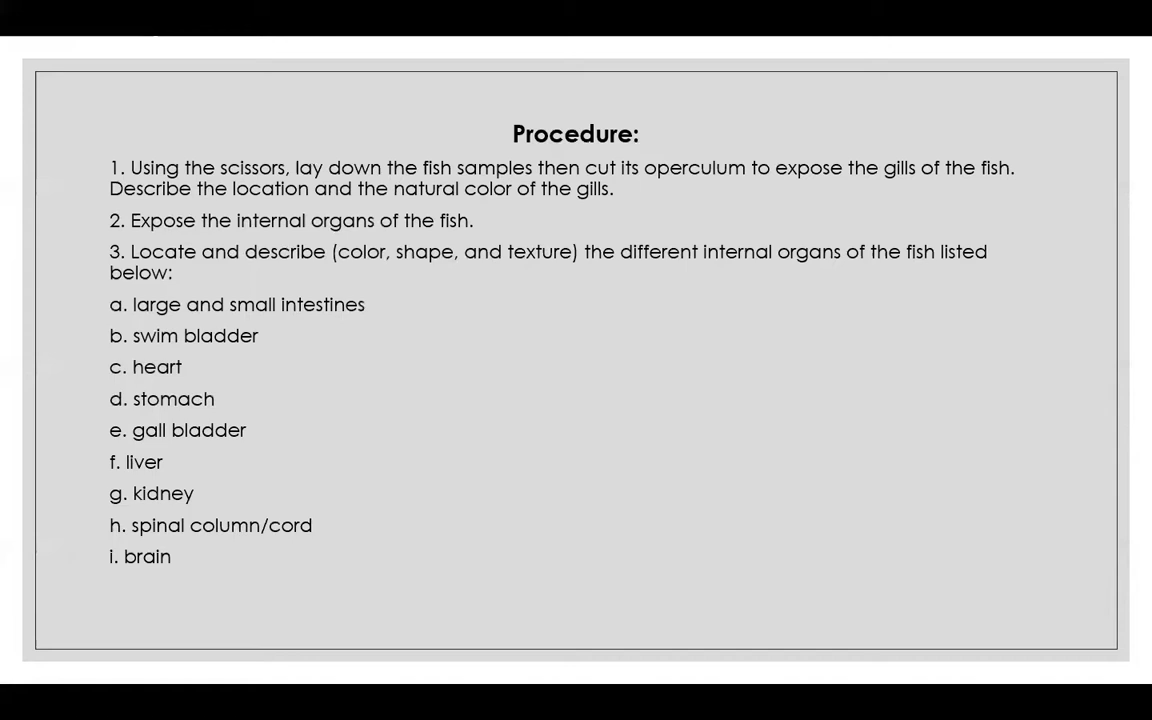 Procedure:
1. Using the scissors, lay down the fish samples then cut its operculum to expose the gills of the fish.
Describe the location and the natural color of the gills.
2. Expose the internal organs of the fish.
3. Locate and describe (color, shape, and texture) the different internal organs of the fish listed
below:
a. large and small intestines
b. swim bladder
c. heart
d. stomach
e. gall bladder
f. liver
g. kidney
h. spinal column/cord
i. brain